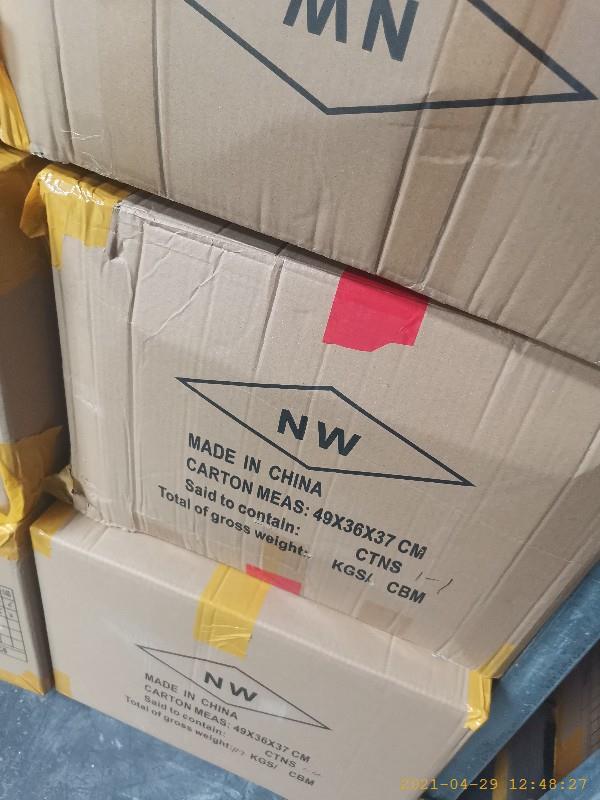 NW
NW
MADE IN CHINA
CARTON MEAS: 49X36X37 CM
Said to contain: CTNS
Total of gross weight: KGS/ CBM
NW
MADE IN CHINA
CARTON MEAS: 49X36X37 CM
Said to contain: CTNS
Total of gross weight: KGS/ CBM
2021-04-29 12:48:27